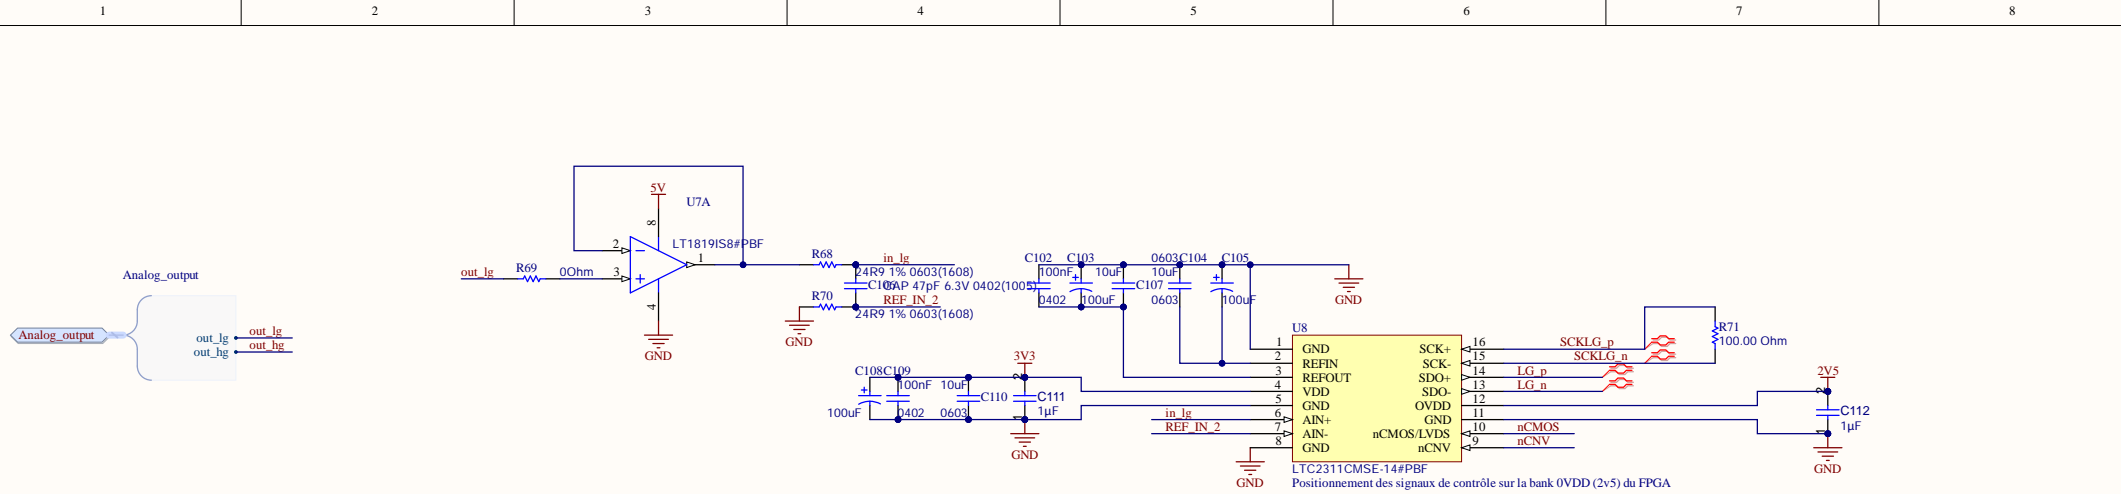 1 2 3 4 5 6 7 8
5V
U7A
8
2
LT1819IS8#PBF
1
out_lg
R69
0Ohm
3
4
GND
Analog_output
Analog_output
out_lg
out_hg
out_lg
out_hg
R68
in_lg
24R9 1% 0603(1608)
C106
CAP 47pF 6.3V 0402(1005)
R70
REF_IN_2
24R9 1% 0603(1608)
GND
C102
C103
0603
C104
C105
100nF
10uF
10uF
C107
0402
100uF
0603
100uF
GND
3V3
C108
C109
2
100nF
10uF
C110
C111
1µF
100uF
0402
0603
1
GND
in_lg
REF_IN_2
GND
U8
1 GND SCK+ 16
2 REFIN SCK- 15
3 REFOUT SDO+ 14
4 VDD SDO- 13
5 GND OVDD 12
6 AIN+ GND 11
7 AIN- nCMOS/LVDS 10
8 GND nCNV 9
LTC2311CMSE-14#PBF
Positionnement des signaux de contrôle sur la bank 0VDD (2v5) du FPGA
SCKLG_p
SCKLG_n
LG_p
LG_n
nCMOS
nCNV
R71
100.00 Ohm
2V5
2
C112
1µF
1
GND